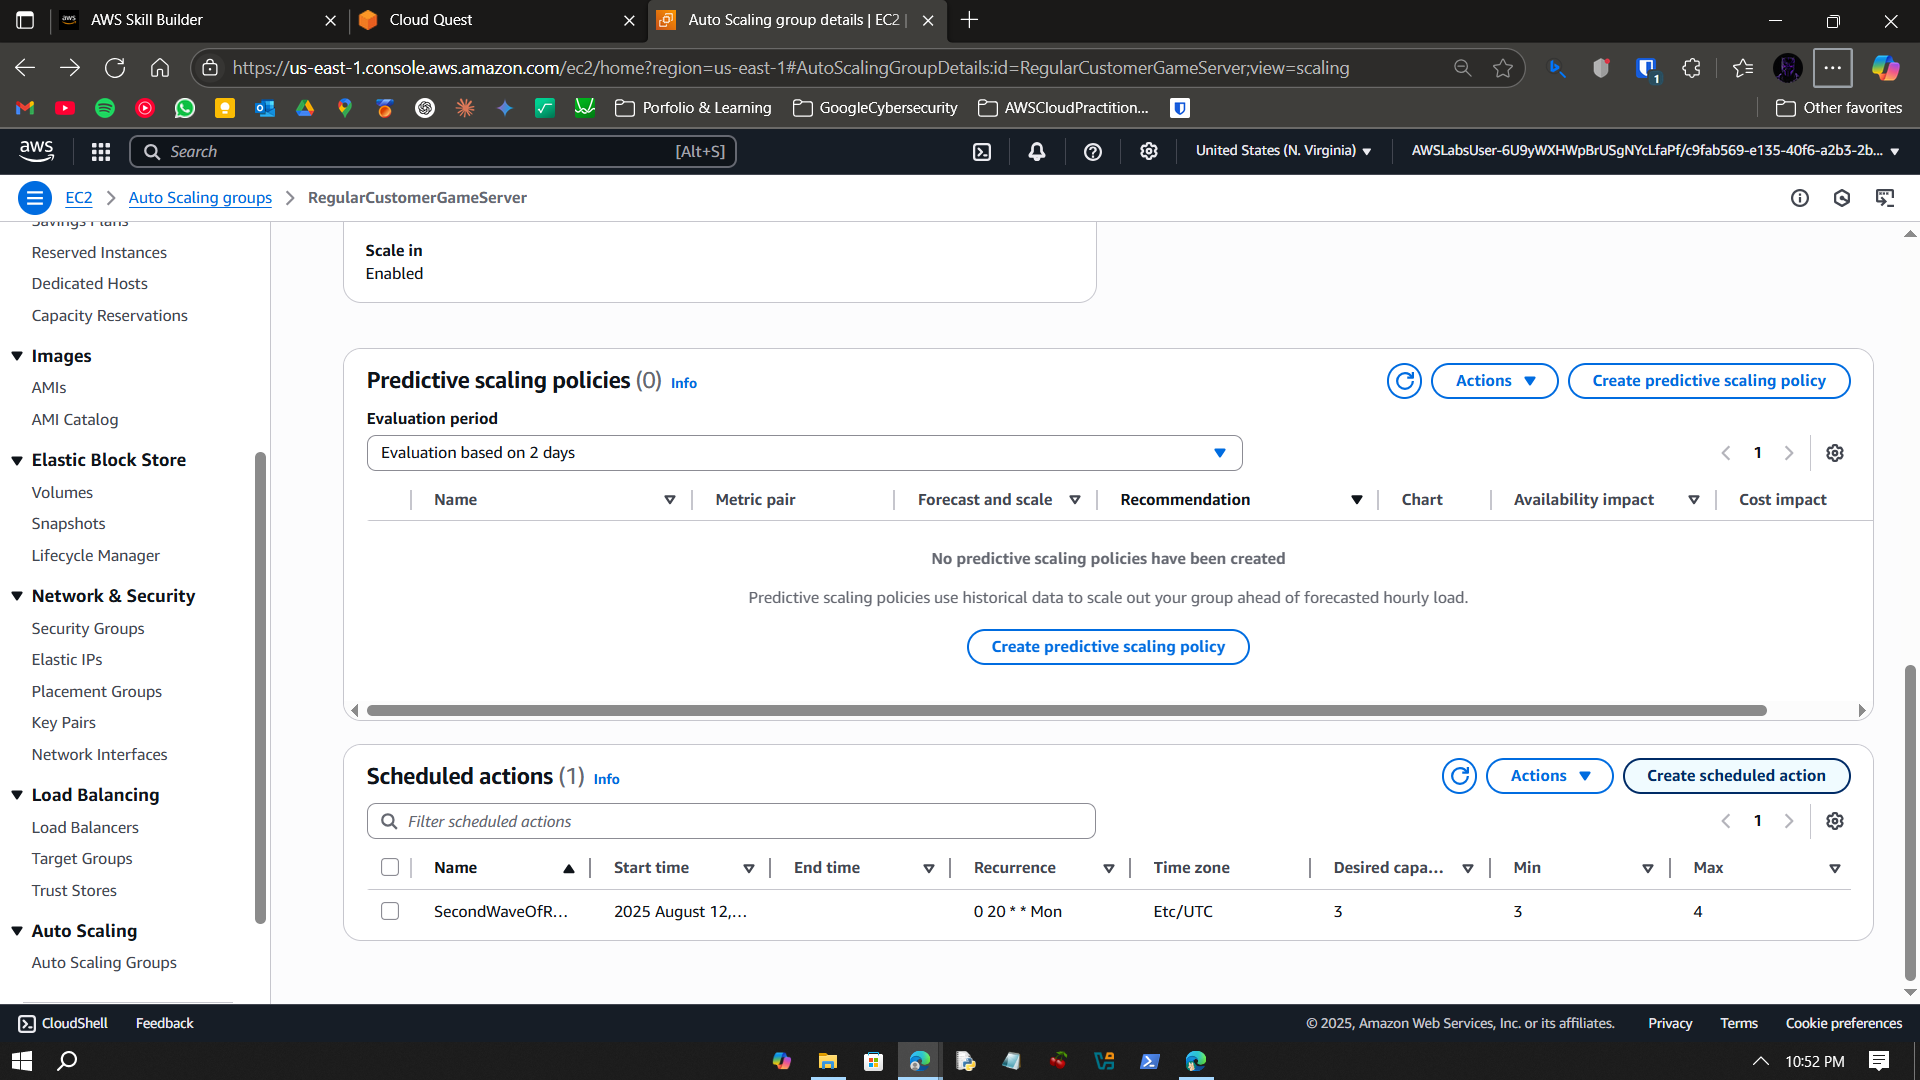 AWS Skill Builder
Cloud Quest
Auto Scaling group details | EC2 |
https://us-east-1.console.aws.amazon.com/ec2/home?region=us-east-1#AutoScalingGroupDetails:id=RegularCustomerGameServer;view=scaling
1
Porfolio & Learning
GoogleCybersecurity
AWSCloudPractition...
Other favorites
aws
Search
[Alt+S]
United States (N. Virginia)
AWSLabsUser-6U9yWXHWpBrUSgNYcLfaPf/c9fab569-e135-40f6-a2b3-2b...
EC2
Auto Scaling groups
RegularCustomerGameServer
Savings Plans
Reserved Instances
Dedicated Hosts
Capacity Reservations
Images
AMIs
AMI Catalog
Elastic Block Store
Volumes
Snapshots
Lifecycle Manager
Network & Security
Security Groups
Elastic IPs
Placement Groups
Key Pairs
Network Interfaces
Load Balancing
Load Balancers
Target Groups
Trust Stores
Auto Scaling
Auto Scaling Groups
Scale in
Enabled
Predictive scaling policies (0) Info
Actions
Create predictive scaling policy
Evaluation period
Evaluation based on 2 days
1
Name Metric pair Forecast and scale Recommendation Chart Availability impact Cost impact
No predictive scaling policies have been created
Predictive scaling policies use historical data to scale out your group ahead of forecasted hourly load.
Create predictive scaling policy
Scheduled actions (1) Info
Actions
Create scheduled action
Filter scheduled actions
1
Name Start time End time Recurrence Time zone Desired capa... Min Max
SecondWaveOfR... 2025 August 12,... 0 20 * * Mon Etc/UTC 3 3 4
CloudShell
Feedback
© 2025, Amazon Web Services, Inc. or its affiliates.
Privacy
Terms
Cookie preferences
10:52 PM